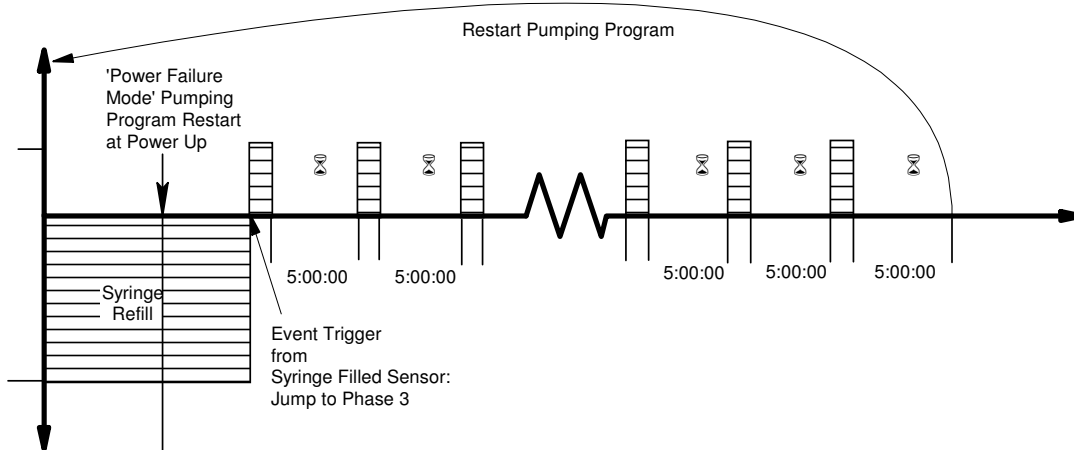 Restart Pumping Program
'Power Failure
Mode' Pumping
Program Restart
at Power Up
5:00:00
5:00:00
5:00:00
5:00:00
5:00:00
Syringe
Refill
Event Trigger
from
Syringe Filled Sensor:
Jump to Phase 3